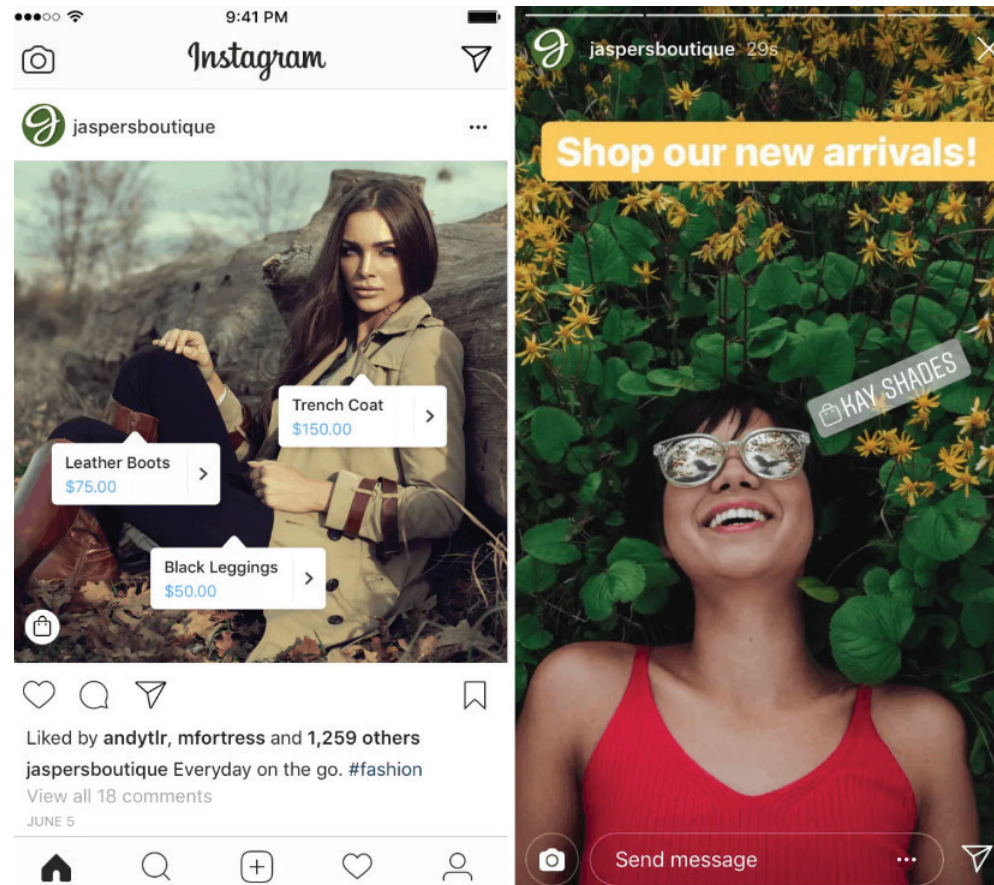 9:41 PM
Instagram
jaspersboutique
Trench Coat
$150.00
Leather Boots
$75.00
Black Leggings
$50.00
Liked by andytlr, mfortress and 1,259 others
jaspersboutique Everyday on the go. #fashion
View all 18 comments
JUNE 5
jaspersboutique 29s
Shop our new arrivals!
KAY SHADES
Send message